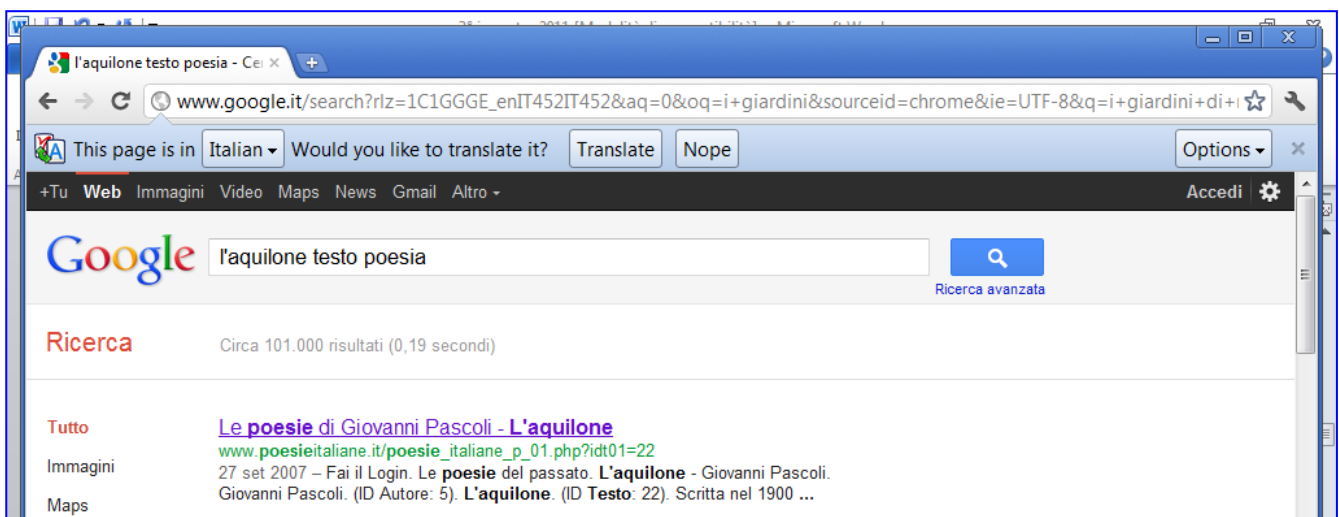 l'aquilone testo poesia - Cer
www.google.it/search?rlz=1C1GGGE_enIT452IT452&aq=0&oq=i+giardini&sourceid=chrome&ie=UTF-8&q=i+giardini+di+
This page is in Italian Would you like to translate it? Translate Nope Options
+Tu Web Immagini Video Maps News Gmail Altro Accedi
Google l'aquilone testo poesia
Ricerca avanzata
Ricerca Circa 101.000 risultati (0,19 secondi)
Tutto Le poesie di Giovanni Pascoli - L'aquilone
www.poesieitaliane.it/poesie_italiane_p_01.php?idt01=22
Immagini 27 set 2007 – Fai il Login. Le poesie del passato. L'aquilone - Giovanni Pascoli.
Giovanni Pascoli. (ID Autore: 5). L'aquilone. (ID Testo: 22). Scritta nel 1900 ...
Maps